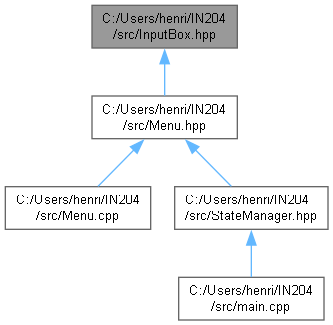 C:/Users/henri/IN204
/src/InputBox.hpp
C:/Users/henri/IN204
/src/Menu.hpp
C:/Users/henri/IN204
/src/Menu.cpp
C:/Users/henri/IN204
/src/StateManager.hpp
C:/Users/henri/IN204
/src/main.cpp